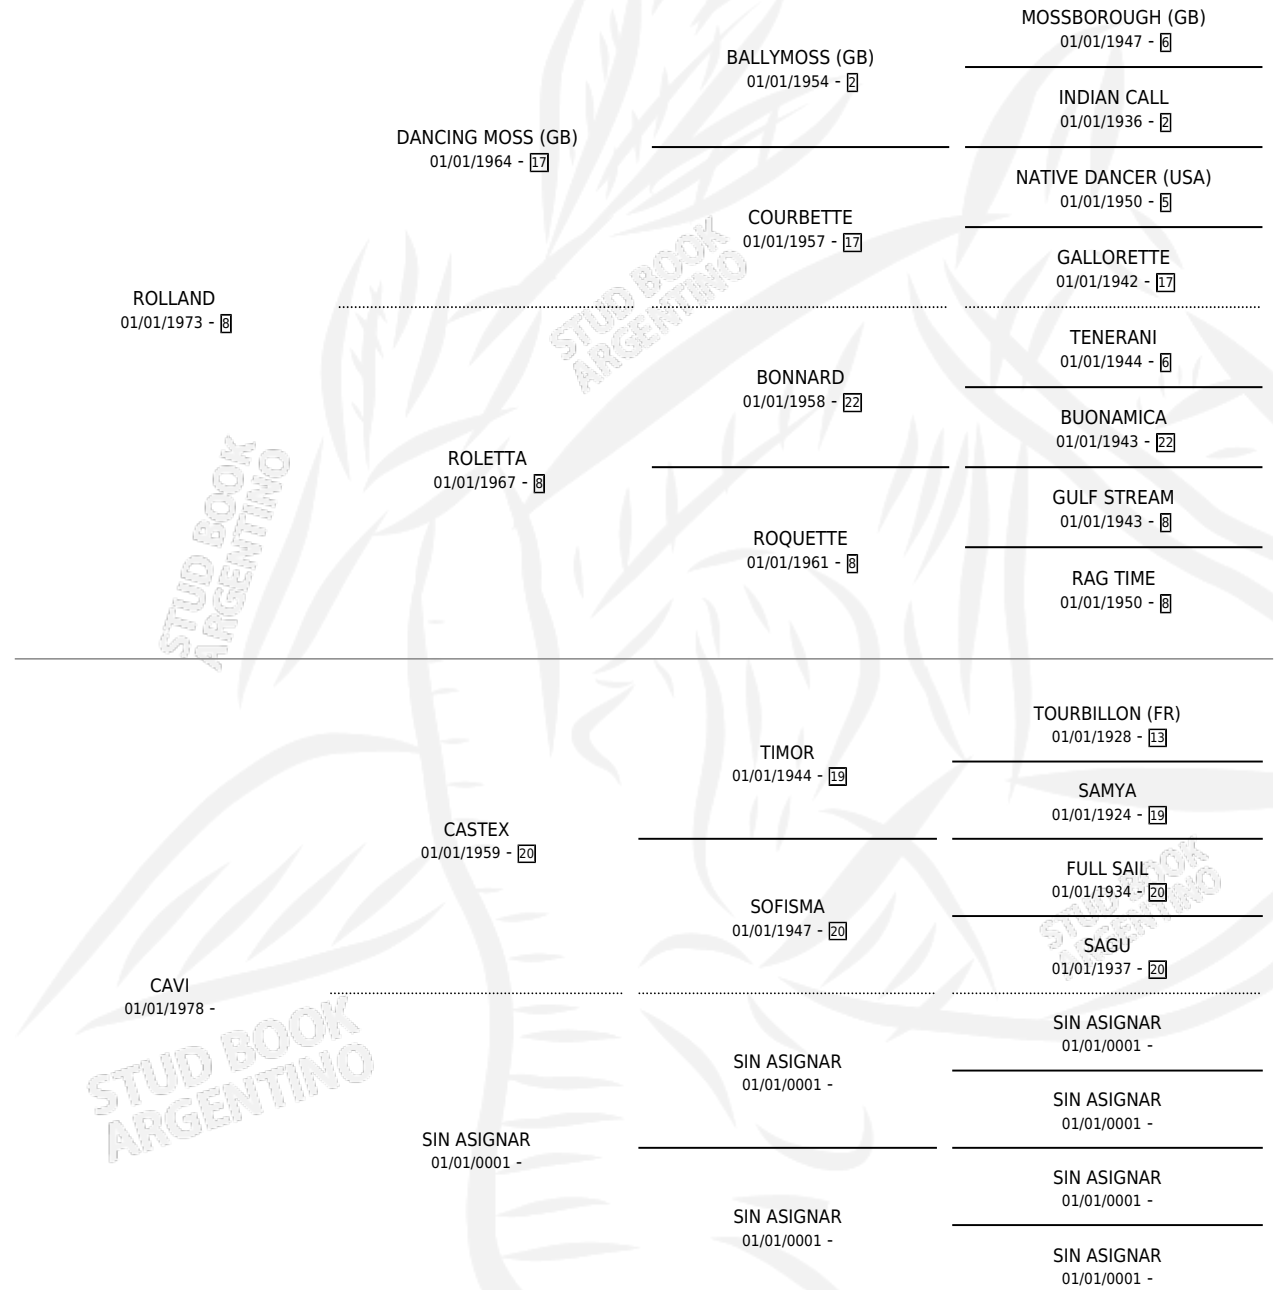 MOSSBOROUGH (GB)
01/01/1947 - 6
BALLYMOSS (GB)
01/01/1954 - 2
INDIAN CALL
01/01/1936 - 2
DANCING MOSS (GB)
01/01/1964 - 17
NATIVE DANCER (USA)
01/01/1950 - 5
COURBETTE
01/01/1957 - 17
GALLORETTE
01/01/1942 - 17
ROLLAND
01/01/1973 - 8
TENERANI
01/01/1944 - 6
BONNARD
01/01/1958 - 22
BUONAMICA
01/01/1943 - 22
ROLETTA
01/01/1967 - 8
GULF STREAM
01/01/1943 - 8
ROQUETTE
01/01/1961 - 8
RAG TIME
01/01/1950 - 8
STUD BOOK
ARGENTINO
STUD BOOK
ARGENTINO
TOURBILLON (FR)
01/01/1928 - 13
TIMOR
01/01/1944 - 19
SAMYA
01/01/1924 - 19
CASTEX
01/01/1959 - 20
FULL SAIL
01/01/1934 - 20
SOFISMA
01/01/1947 - 20
SAGU
01/01/1937 - 20
STUD BOOK
ARGENTINO
CAVI
01/01/1978 -
SIN ASIGNAR
01/01/0001 -
SIN ASIGNAR
01/01/0001 -
SIN ASIGNAR
01/01/0001 -
SIN ASIGNAR
01/01/0001 -
SIN ASIGNAR
01/01/0001 -
SIN ASIGNAR
01/01/0001 -
SIN ASIGNAR
01/01/0001 -
STUD BOOK
ARGENTINO